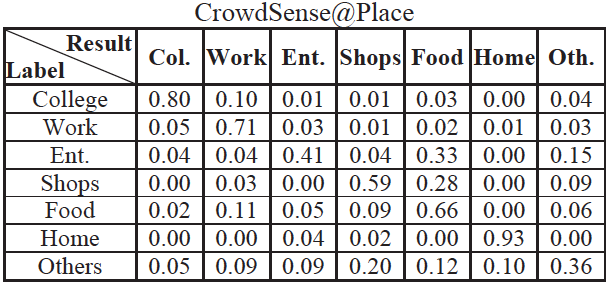 CrowdSense@Place
Result Label Col. Work Ent. Shops Food Home Oth.
College 0.80 0.10 0.01 0.01 0.03 0.00 0.04
Work 0.05 0.71 0.03 0.01 0.02 0.01 0.03
Ent. 0.04 0.04 0.41 0.04 0.33 0.00 0.15
Shops 0.00 0.03 0.00 0.59 0.28 0.00 0.09
Food 0.02 0.11 0.05 0.09 0.66 0.00 0.06
Home 0.00 0.00 0.04 0.02 0.00 0.93 0.00
Others 0.05 0.09 0.09 0.20 0.12 0.10 0.36